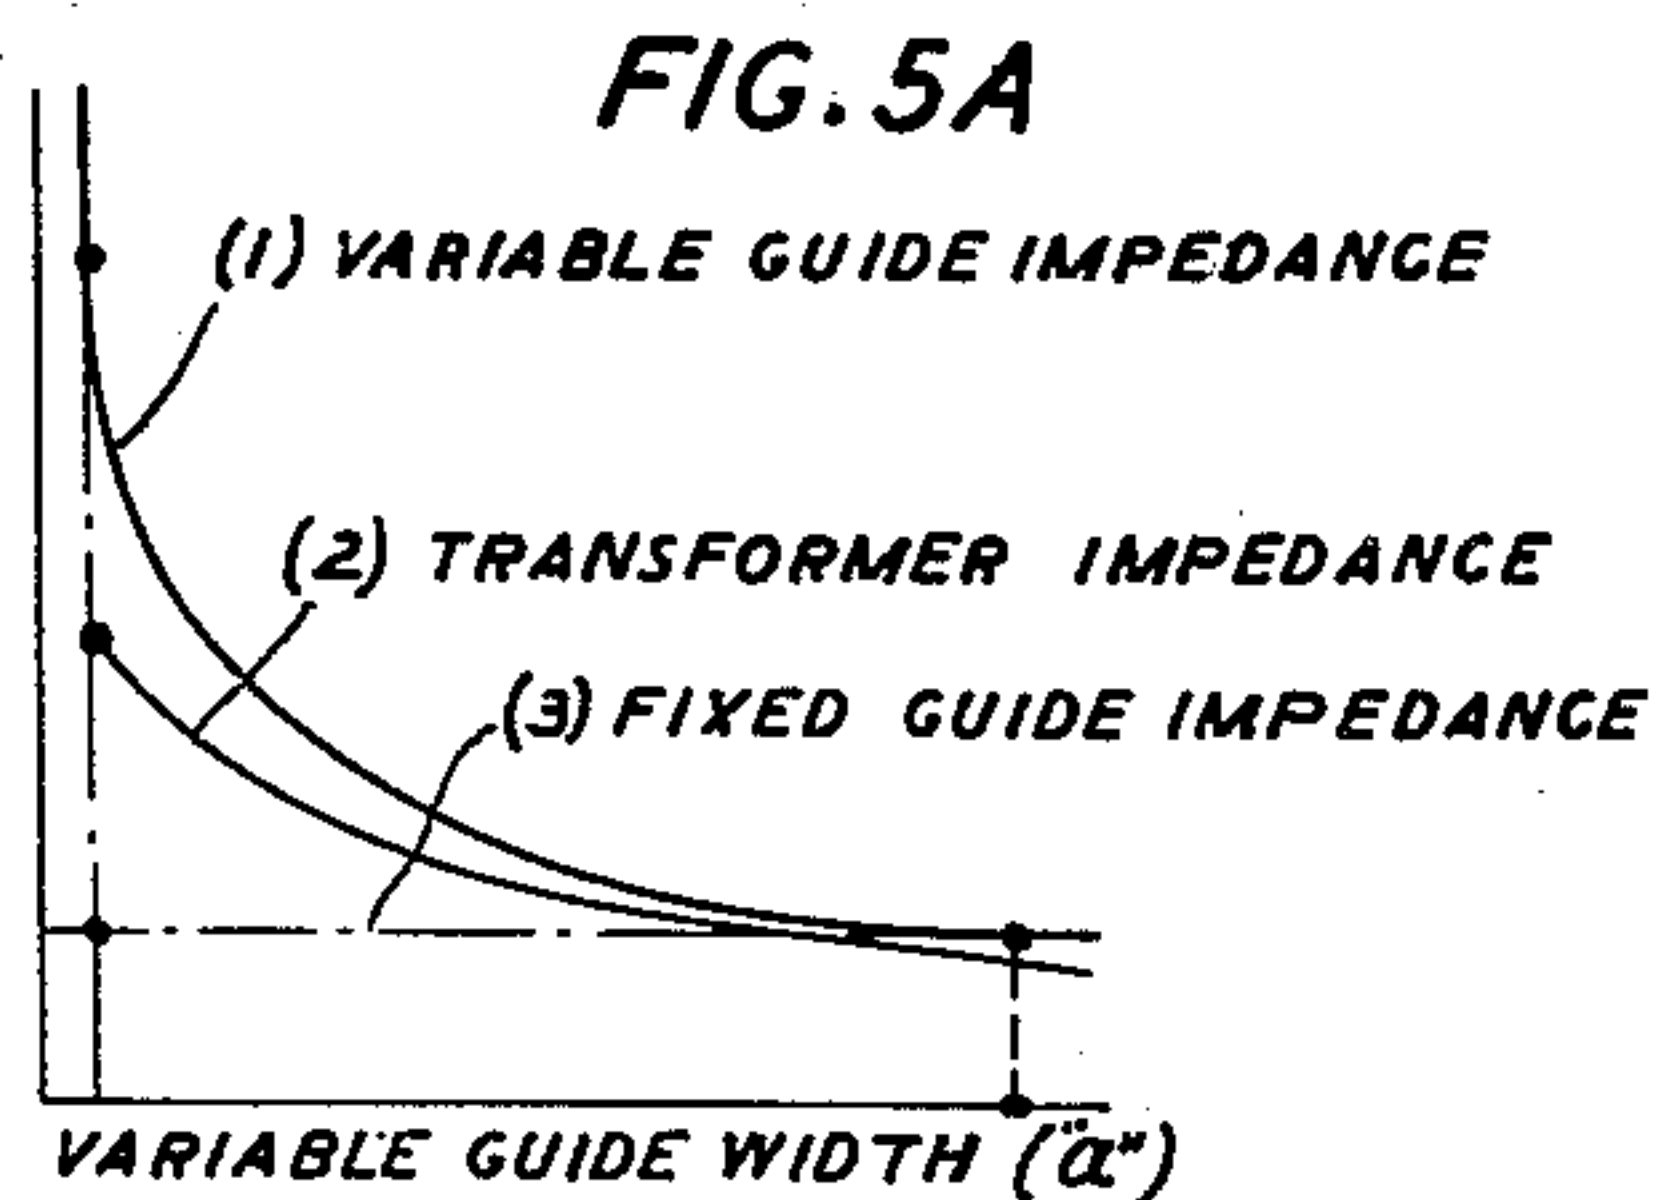 FIG. 5A
(1) VARIABLE GUIDE IMPEDANCE
(2) TRANSFORMER IMPEDANCE
(3) FIXED GUIDE IMPEDANCE
VARIABLE GUIDE WIDTH ("a")